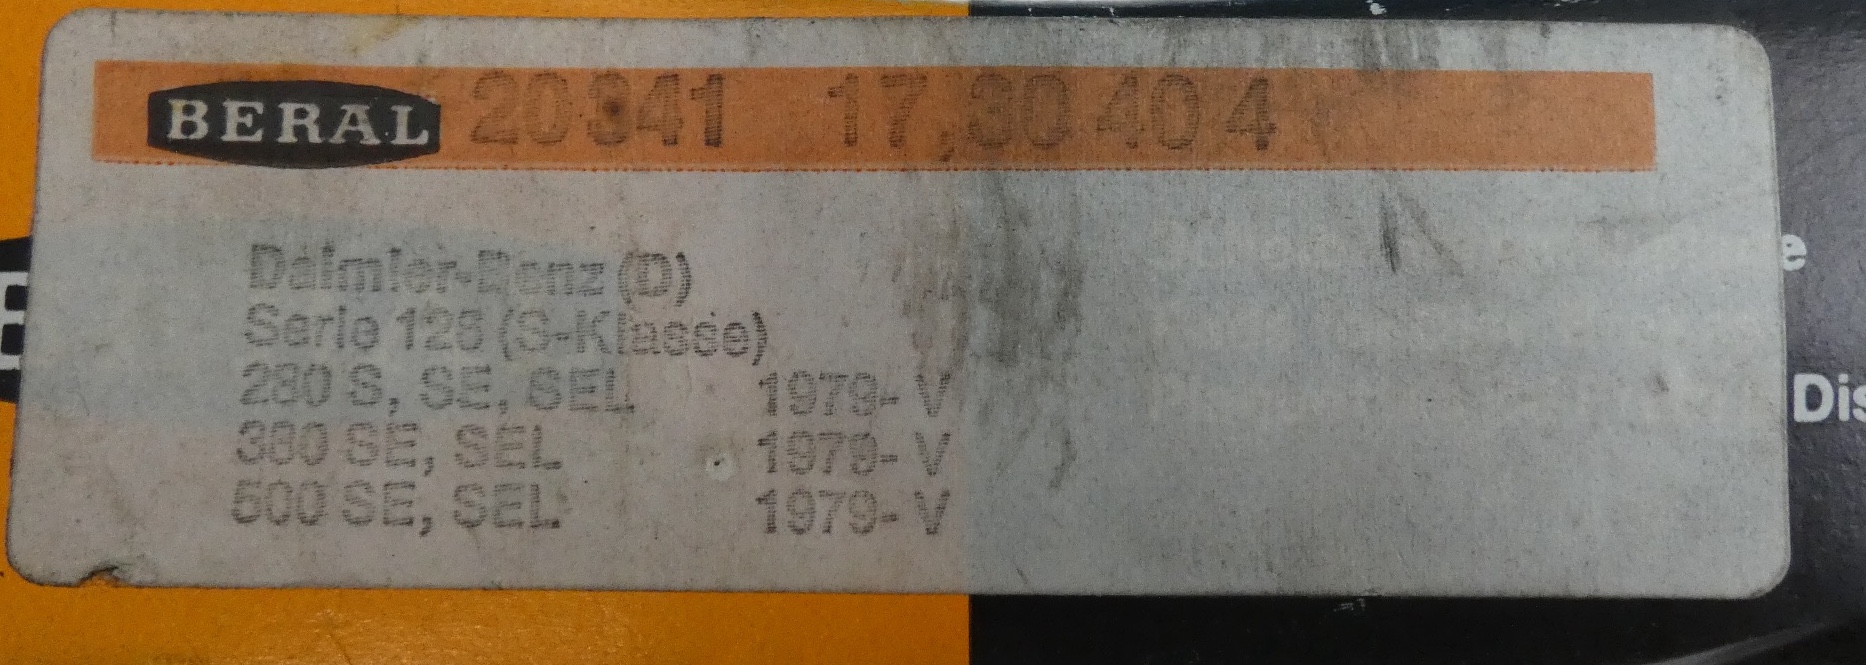 BERAL 20341 17,30 40 4
Daimler-Benz (D)
Serie 126 (S-Klasse)
280 S, SE, SEL 1979- V
380 SE, SEL 1979- V
500 SE, SEL 1979- V
e
Dis